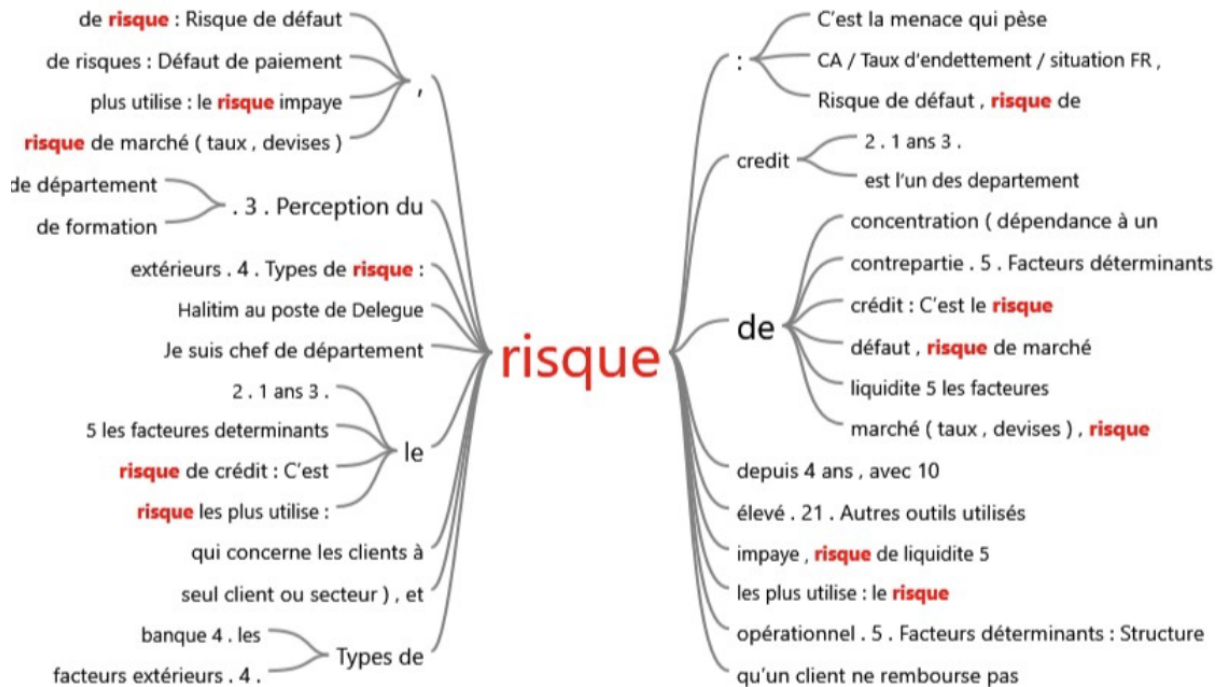 de risque : Risque de défaut
de risques : Défaut de paiement
plus utilise : le risque impaye
risque de marché ( taux , devises )
,
de département
de formation
. 3 . Perception du
extérieurs . 4 . Types de risque :
Halitim au poste de Delegue
Je suis chef de département
2 . 1 ans 3 .
5 les facteures determinants
risque de crédit : C'est
risque les plus utilise :
le
qui concerne les clients à
seul client ou secteur ) , et
banque 4 . les
facteurs extérieurs . 4 .
Types de
risque
:
C'est la menace qui pèse
CA / Taux d'endettement / situation FR ,
Risque de défaut , risque de
credit
2 . 1 ans 3 .
est l'un des departement
de
concentration ( dépendance à un
contrepartie . 5 . Facteurs déterminants
crédit : C'est le risque
défaut , risque de marché
liquidite 5 les facteures
marché ( taux , devises ) , risque
depuis 4 ans , avec 10
élevé . 21 . Autres outils utilisés
impaye , risque de liquidite 5
les plus utilise : le risque
opérationnel . 5 . Facteurs déterminants : Structure
qu'un client ne rembourse pas